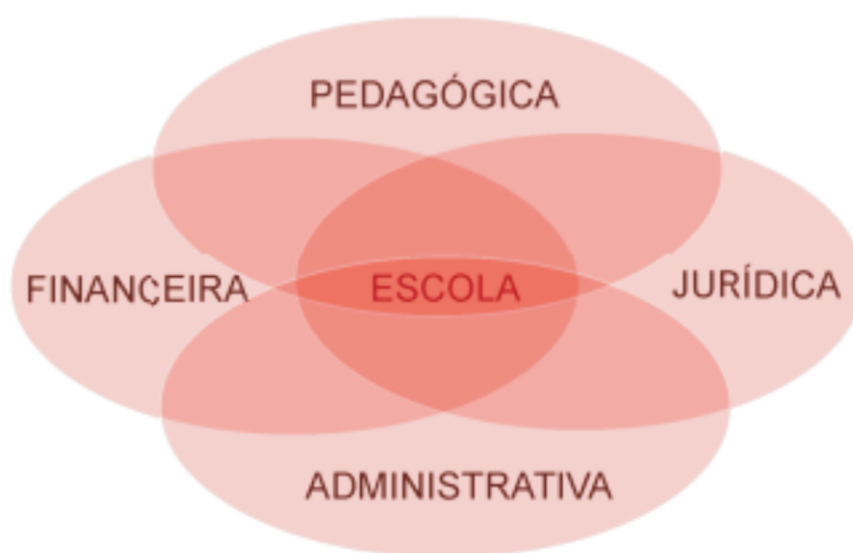 PEDAGÓGICA
FINANÇEIRA
ESCOLA
JURÍDICA
ADMINISTRATIVA